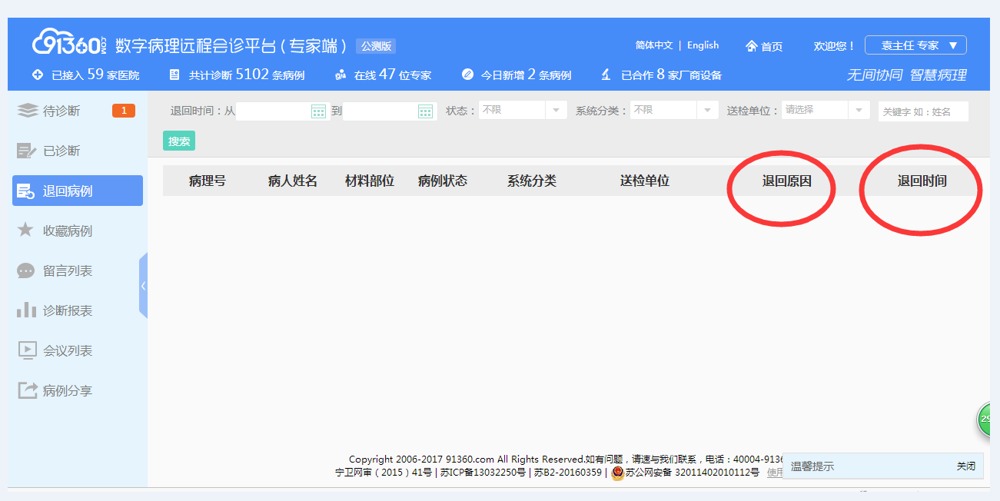 91360.COM 数字病理远程会诊平台（专家端） 公测版
简体中文 | English 首页 欢迎您！ 袁主任 专家 ▼
已接入 59 家医院 共计诊断 5102 条病例 在线 47 位专家 今日新增 2 条病例 已合作 8 家厂商设备 无间协同 智慧病理
待诊断 1
已诊断
退回病例
收藏病例
留言列表
诊断报表
会议列表
病例分享
退回时间：从 到 状态： 不限 系统分类： 不限 送检单位： 请选择 关键字 如：姓名
搜索
病理号 病人姓名 材料部位 病例状态 系统分类 送检单位 退回原因 退回时间
29
Copyright 2006-2017 91360.com All Rights Reserved.如有问题，请速与我们联系，电话：40004-9136
宁卫网审（2015）41号 | 苏ICP备13032250号 | 苏B2-20160359 | 苏公网安备 32011402010112号 使用
温馨提示 关闭